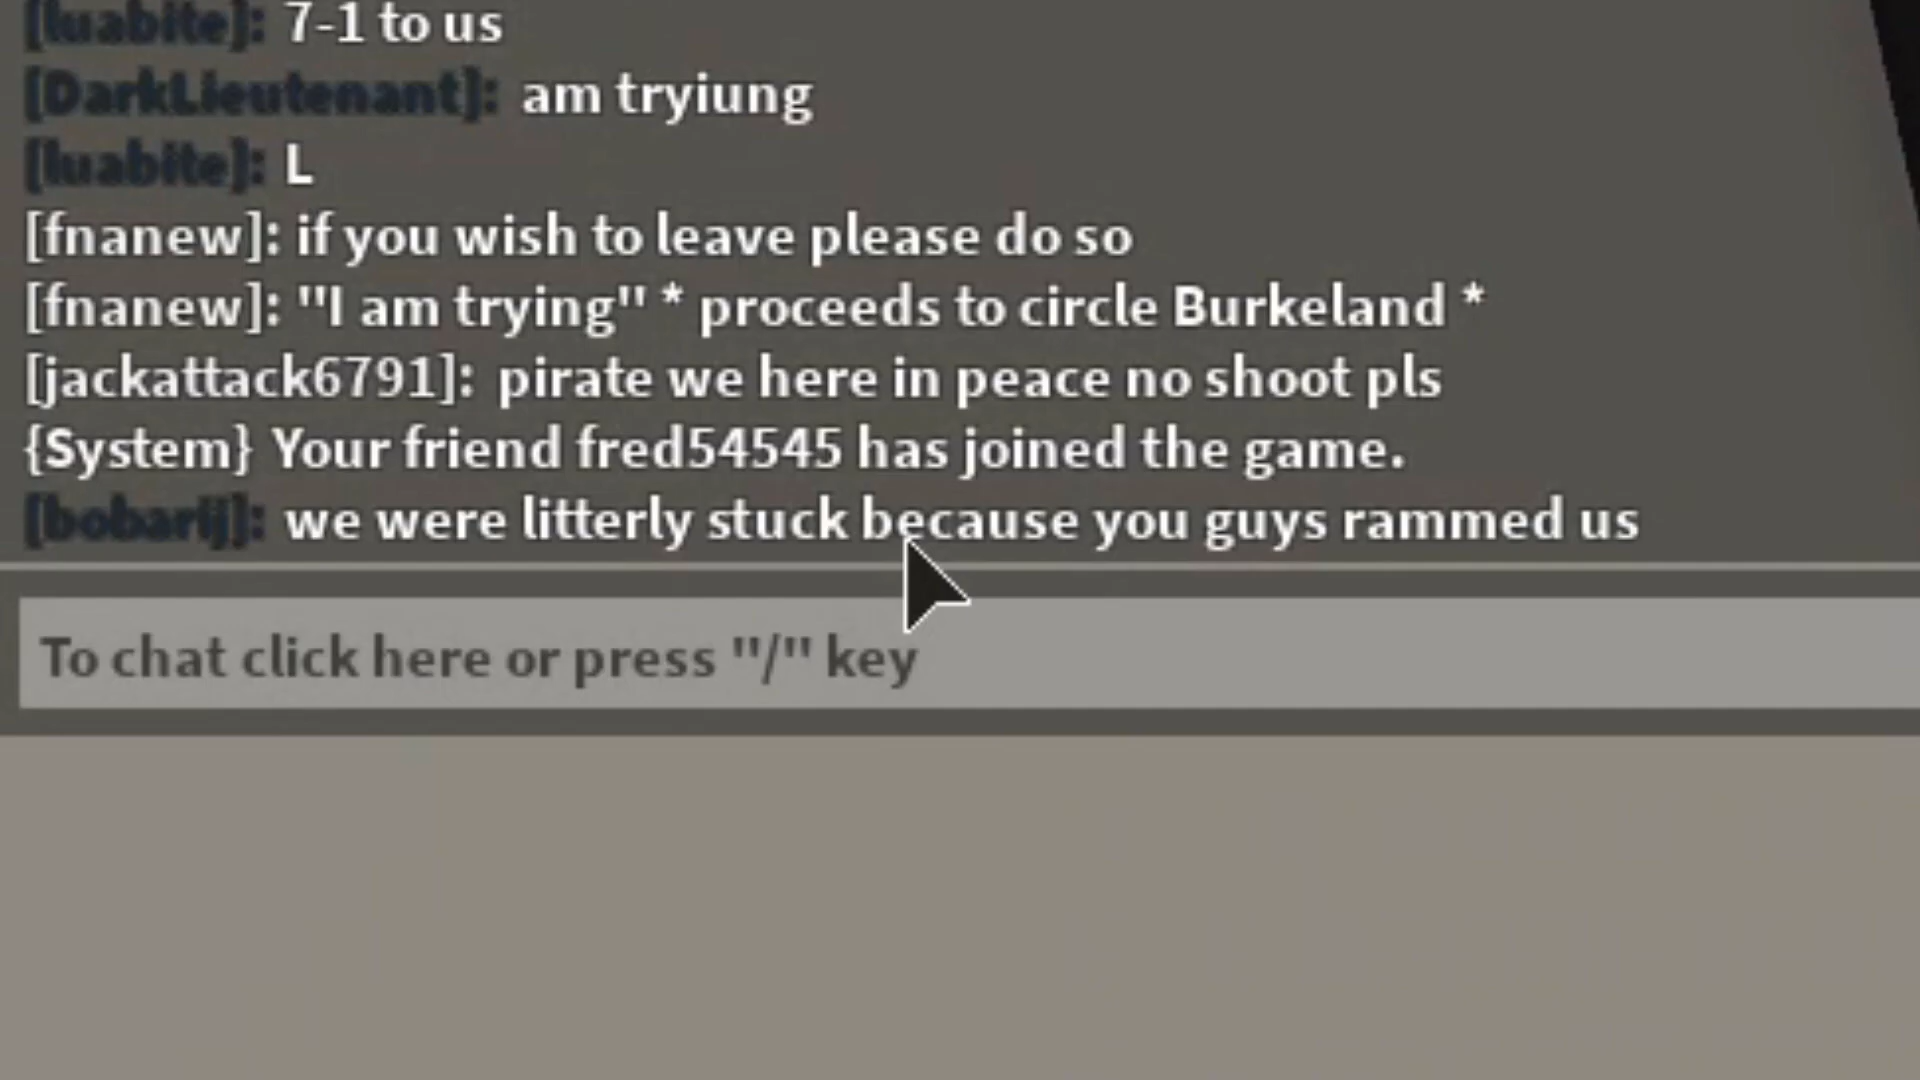 [luabite]: 7-1 to us
[DarkLieutenant]: am tryiung
[luabite]: L
[fnanew]: if you wish to leave please do so
[fnanew]: "I am trying" * proceeds to circle Burkeland *
[jackattack6791]: pirate we here in peace no shoot pls
{System} Your friend fred54545 has joined the game.
[bobarij]: we were litterly stuck because you guys rammed us
To chat click here or press "/" key